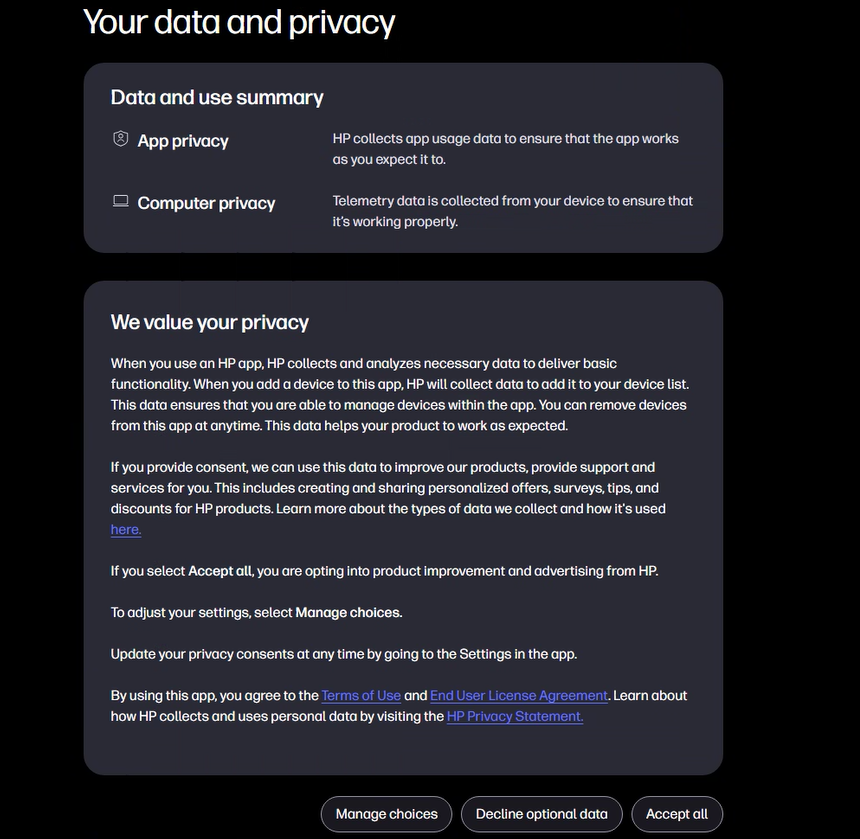 Your data and privacy
Data and use summary
App privacy
HP collects app usage data to ensure that the app works
as you expect it to.
Computer privacy
Telemetry data is collected from your device to ensure that
it's working properly.
We value your privacy
When you use an HP app, HP collects and analyzes necessary data to deliver basic
functionality. When you add a device to this app, HP will collect data to add it to your device list.
This data ensures that you are able to manage devices within the app. You can remove devices
from this app at anytime. This data helps your product to work as expected.
If you provide consent, we can use this data to improve our products, provide support and
services for you. This includes creating and sharing personalized offers, surveys, tips, and
discounts for HP products. Learn more about the types of data we collect and how it's used
here.
If you select Accept all, you are opting into product improvement and advertising from HP.
To adjust your settings, select Manage choices.
Update your privacy consents at any time by going to the Settings in the app.
By using this app, you agree to the Terms of Use and End User License Agreement. Learn about
how HP collects and uses personal data by visiting the HP Privacy Statement.
Manage choices
Decline optional data
Accept all